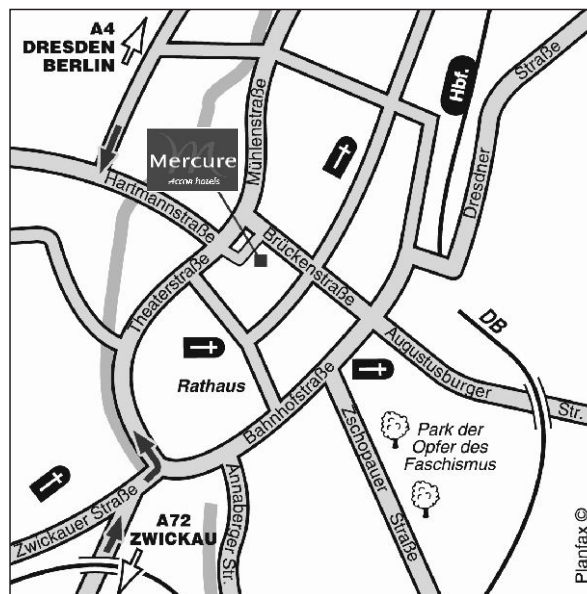 A4
DRESDEN
BERLIN
Hbf.
Straße
Dresdner
Mühlenstraße
Mercure
Accor hotels
Hartmannstraße
Brückenstraße
Theaterstraße
DB
Rathaus
Augustusburger
Str.
Bahnhofstraße
Zschopauer
Straße
Park der
Opfer des
Faschismus
Annaberger Str.
Zwickauer Straße
A72
ZWICKAU
Planfax ©